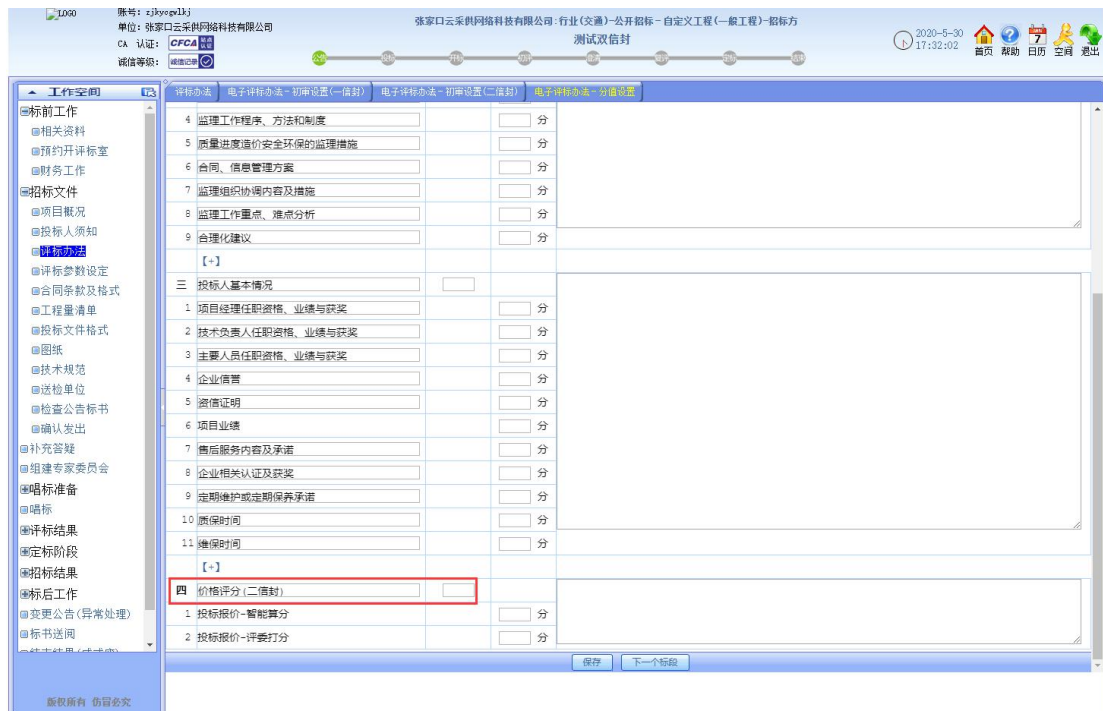 LOGO
账号: zjkycgwlkj
单位: 张家口云采供网络科技有限公司
CA 认证: CFCA
诚信等级: 诚信记录
张家口云采供网络科技有限公司:行业(交通)-公开招标-自定义工程(一般工程)-招标方
测试双信封
2020-5-30
17:32:02
首页 帮助 日历 空间 退出
工作空间
标前工作
相关资料
预约开评标室
财务工作
招标文件
项目概况
投标人须知
评标办法
评标参数设定
合同条款及格式
工程量清单
投标文件格式
图纸
技术规范
送检单位
检查公告标书
确认发出
补充答疑
组建专家委员会
唱标准备
唱标
评标结果
定标阶段
招标结果
标后工作
变更公告(异常处理)
标书送阅
版权所有 仿冒必究
评标办法 电子评标办法-初审设置(一信封) 电子评标办法-初审设置(二信封) 电子评标办法-分值设置
4 监理工作程序、方法和制度 分
5 质量进度造价安全环保的监理措施 分
6 合同、信息管理方案 分
7 监理组织协调内容及措施 分
8 监理工作重点、难点分析 分
9 合理化建议 分
【+】
三 投标人基本情况
1 项目经理任职资格、业绩与获奖 分
2 技术负责人任职资格、业绩与获奖 分
3 主要人员任职资格、业绩与获奖 分
4 企业信誉 分
5 资信证明 分
6 项目业绩 分
7 售后服务内容及承诺 分
8 企业相关认证及获奖 分
9 定期维护或定期保养承诺 分
10 质保时间 分
11 维保时间 分
【+】
四 价格评分(二信封)
1 投标报价-智能算分 分
2 投标报价-评委打分 分
保存 下一个标段